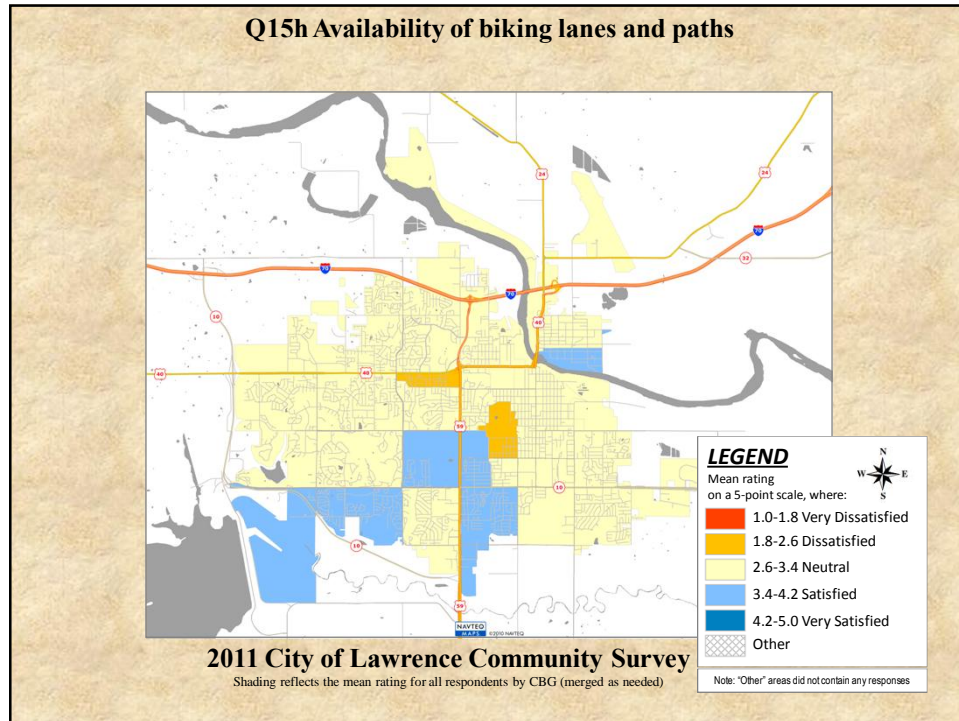 Q15h Availability of biking lanes and paths
24
24
70
32
70
70
10
40
40
40
59
10
10
59
NAVTEQ
MAPS
©2010 NAVTEQ
LEGEND
Mean rating
on a 5-point scale, where:
N
W E
S
1.0-1.8 Very Dissatisfied
1.8-2.6 Dissatisfied
2.6-3.4 Neutral
3.4-4.2 Satisfied
4.2-5.0 Very Satisfied
Other
Note: "Other" areas did not contain any responses
2011 City of Lawrence Community Survey
Shading reflects the mean rating for all respondents by CBG (merged as needed)